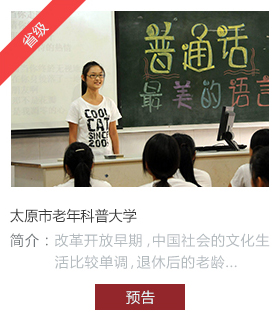 省级
普通话
最美的语言
COOL
CAT
SINCE
2008
太原市老年科普大学
简介：改革开放早期,中国社会的文化生
活比较单调,退休后的老龄...
预告